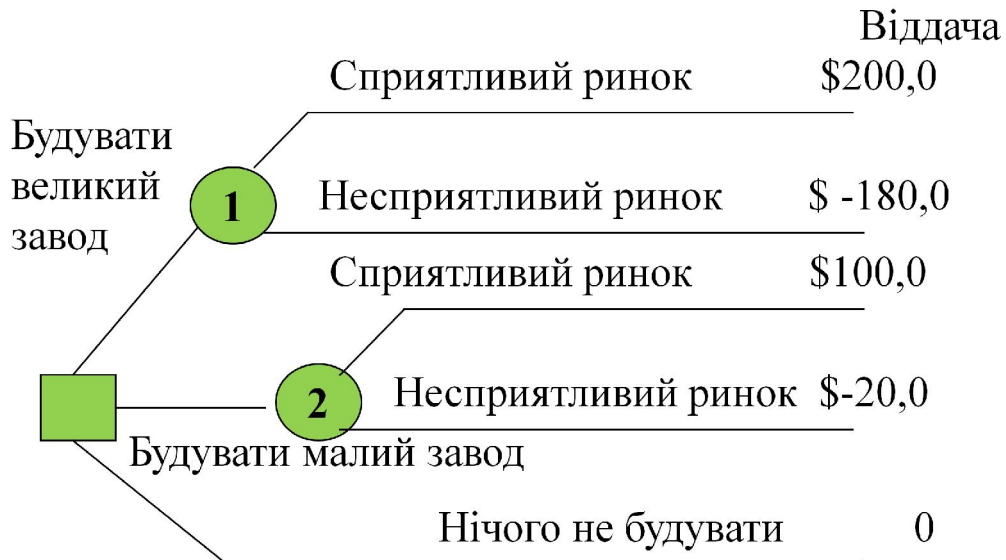 Віддача
Сприятливий ринок $200,0
Будувати
великий
завод
1
Несприятливий ринок $ -180,0
Сприятливий ринок $100,0
2
Несприятливий ринок $-20,0
Будувати малий завод
Нічого не будувати 0